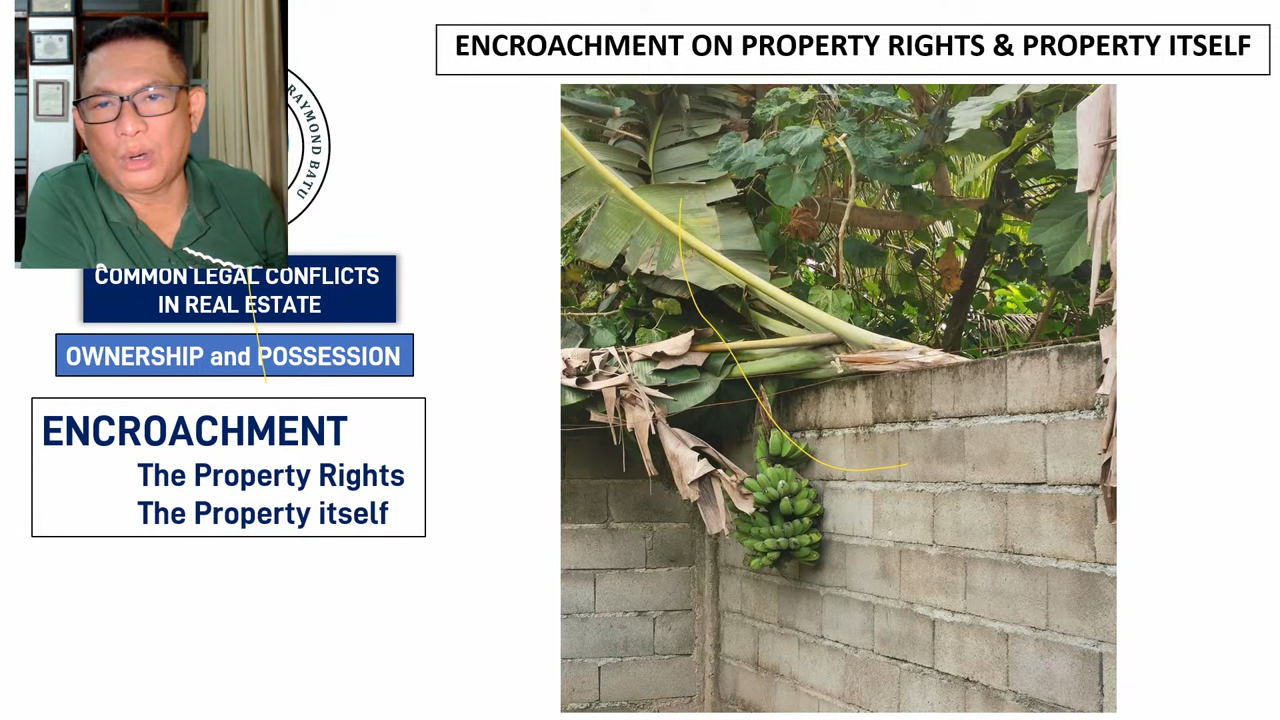 ENCROACHMENT ON PROPERTY RIGHTS & PROPERTY ITSELF
RAYMOND BATU
COMMON LEGAL CONFLICTS
IN REAL ESTATE
OWNERSHIP and POSSESSION
ENCROACHMENT
The Property Rights
The Property itself